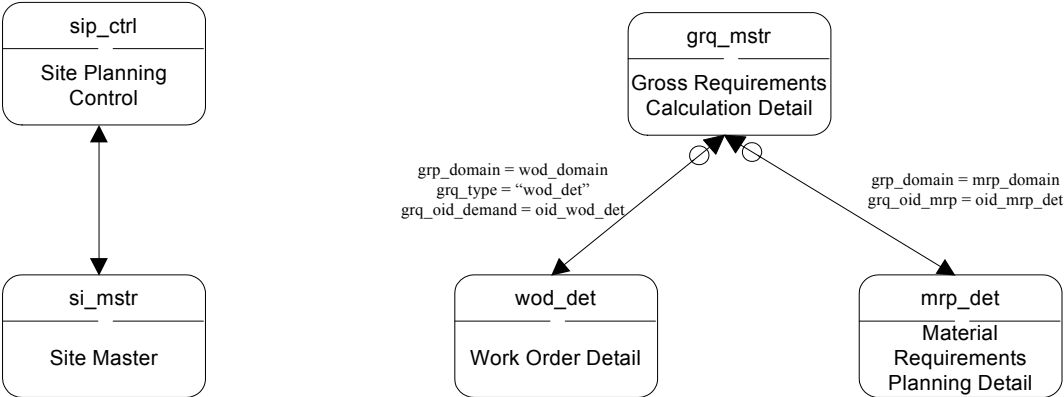 sip_ctrl
Site Planning
Control
grq_mstr
Gross Requirements
Calculation Detail
grp_domain = wod_domain
grq_type = “wod_det”
grq_oid_demand = oid_wod_det
grp_domain = mrp_domain
grq_oid_mrp = oid_mrp_det
si_mstr
Site Master
wod_det
Work Order Detail
mrp_det
Material
Requirements
Planning Detail